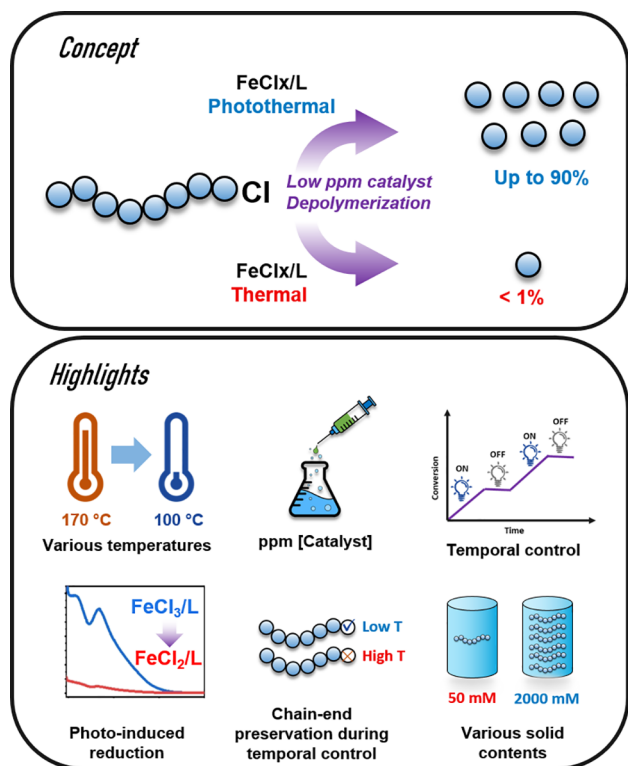 Concept
FeClx/L
Photothermal
Cl
Low ppm catalyst
Depolymerization
Up to 90%
FeClx/L
Thermal
< 1%
Highlights
170 °C
100 °C
Various temperatures
ppm [Catalyst]
Conversion
ON
OFF
ON
OFF
Time
Temporal control
FeCl3/L
FeCl2/L
Photo-induced
reduction
Low T
High T
Chain-end
preservation during
temporal control
50 mM
2000 mM
Various solid
contents